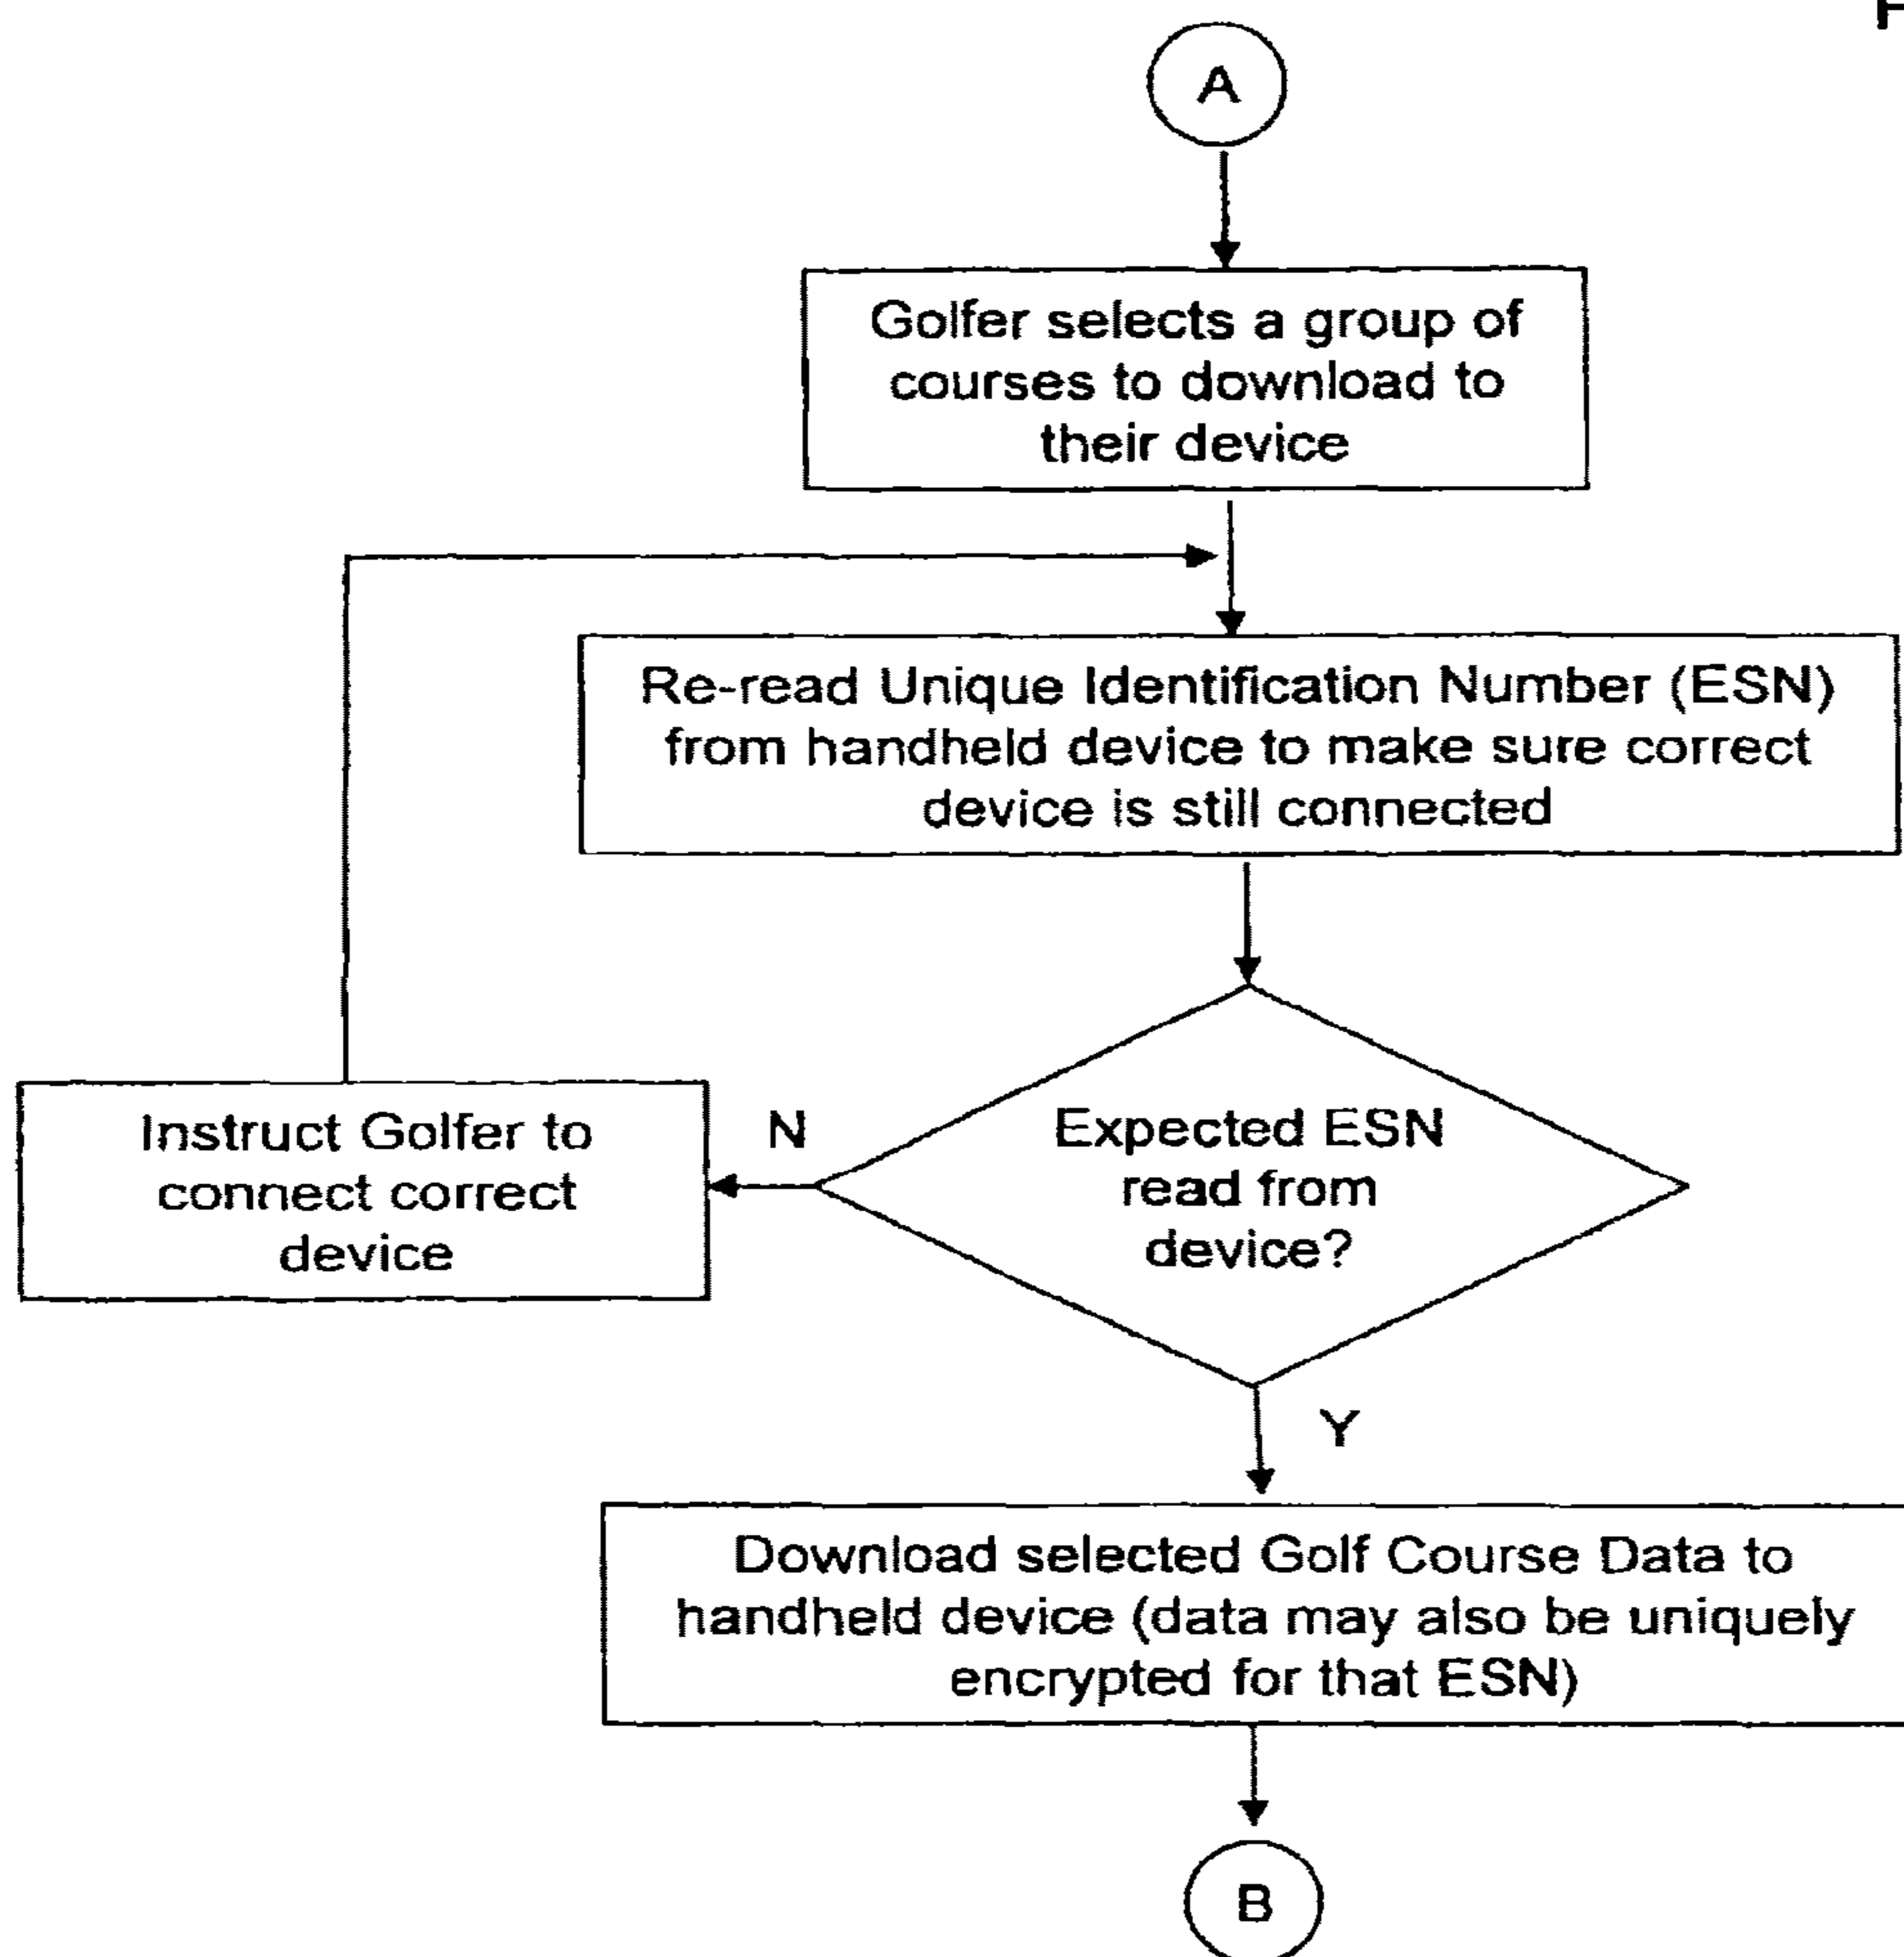 A
Golfer selects a group of
courses to download to
their device
Re-read Unique Identification Number (ESN)
from handheld device to make sure correct
device is still connected
Instruct Golfer to
connect correct
device
N
Expected ESN
read from
device?
Y
Download selected Golf Course Data to
handheld device (data may also be uniquely
encrypted for that ESN)
B